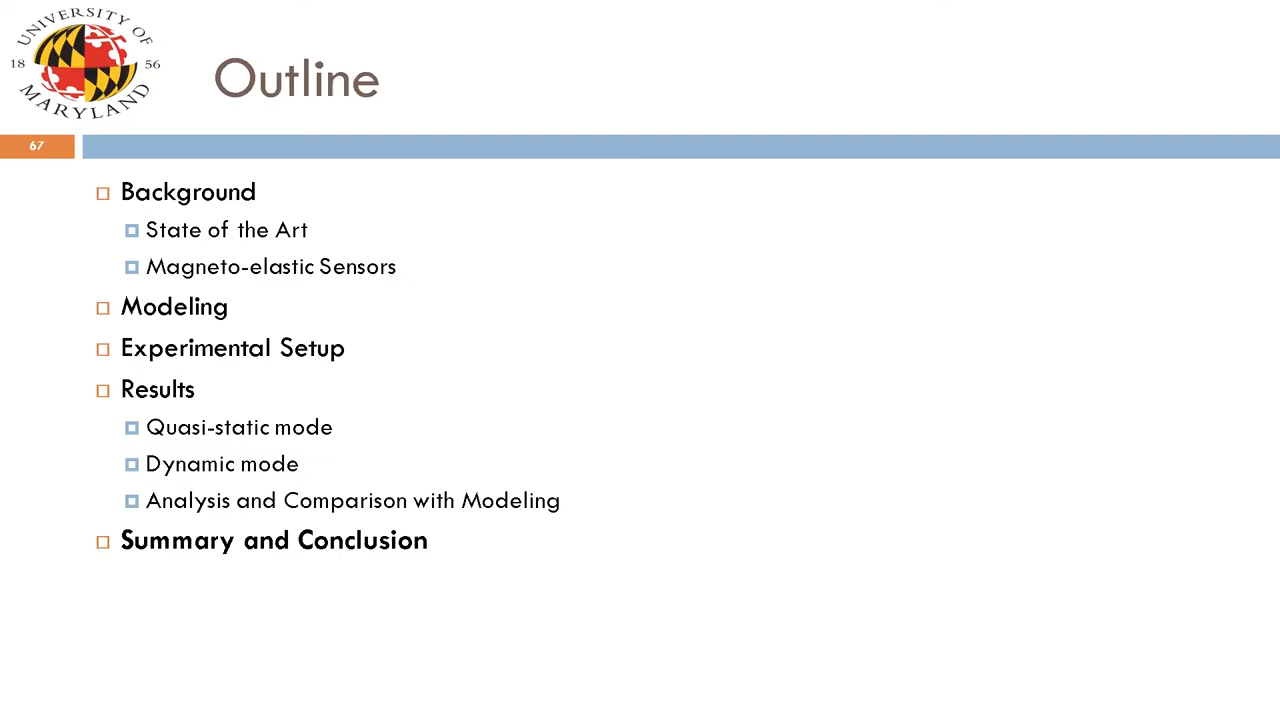 UNIVERSITY OF
18 56
MARYLAND
Outline
67
Background
State of the Art
Magneto-elastic Sensors
Modeling
Experimental Setup
Results
Quasi-static mode
Dynamic mode
Analysis and Comparison with Modeling
Summary and Conclusion